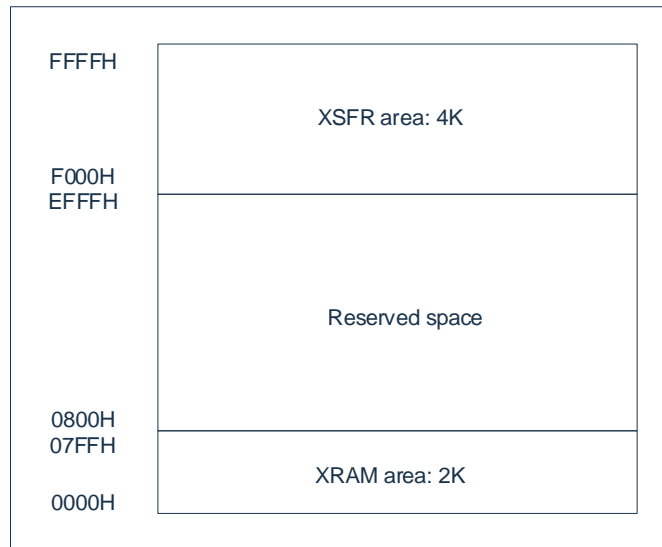 FFFFH
XSFR area: 4K
F000H
EFFFH
Reserved space
0800H
07FFH
XRAM area: 2K
0000H